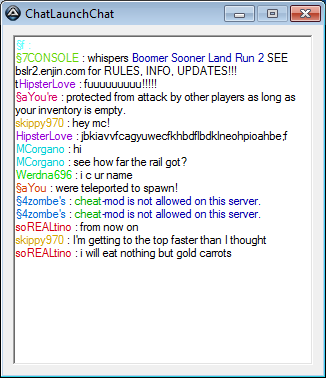 ChatLaunchChat
§f :
§7CONSOLE : whispers Boomer Sooner Land Run 2 SEE
bslr2.enjin.com for RULES, INFO, UPDATES!!!
tHipsterLove : fuuuuuuuuu!!!!!
§aYou're : protected from attack by other players as long as
your inventory is empty.
skippy970 : hey mc!
HipsterLove : jbkiavvfcagyuwecfkhbdflbdklneohpioahbe;f
MCorgano : hi
MCorgano : see how far the rail got?
Werdna696 : i c ur name
§aYou : were teleported to spawn!
§4zombe's : cheat-mod is not allowed on this server.
§4zombe's : cheat-mod is not allowed on this server.
soREALtino : from now on
skippy970 : I'm getting to the top faster than I thought
soREALtino : i will eat nothing but gold carrots